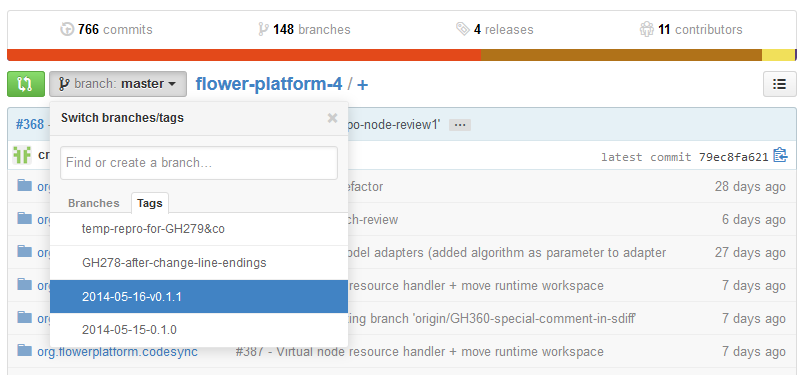 766 commits 148 branches 4 releases 11 contributors
branch: master flower-platform-4 / +
Switch branches/tags
#368 - po-node-review1' ...
Find or create a branch...
latest commit 79ec8fa621
Branches Tags
org efactor 28 days ago
temp-repro-for-GH279&co
org ch-review 6 days ago
GH278-after-change-line-endings
org odel adapters (added algorithm as parameter to adapter 27 days ago
2014-05-16-v0.1.1
org resource handler + move runtime workspace 7 days ago
2014-05-15-0.1.0
org ting branch 'origin/GH360-special-comment-in-sdiff' 7 days ago
org.flowerplatform.codesync #387 - Virtual node resource handler + move runtime workspace 7 days ago